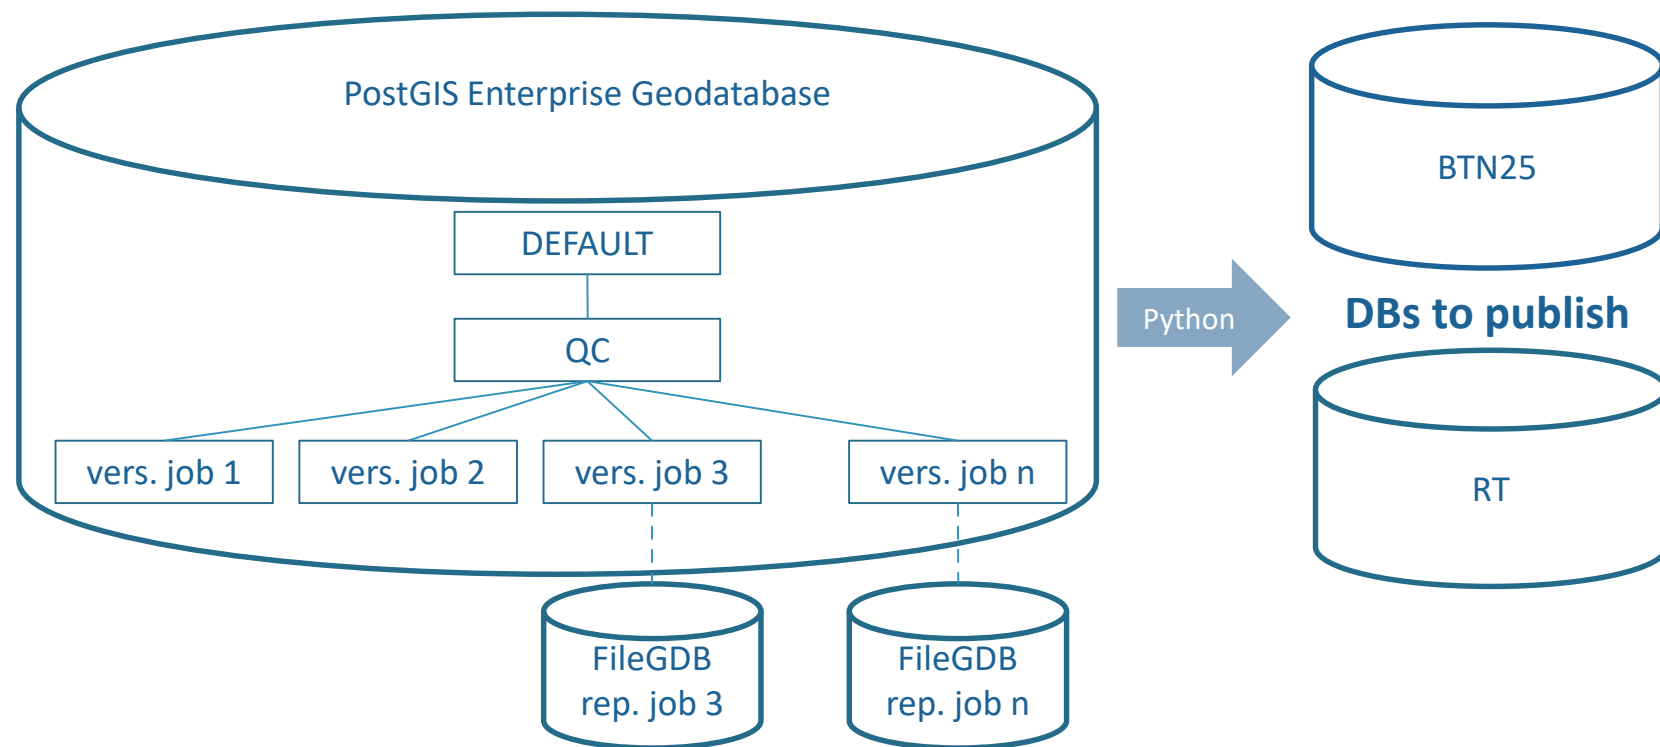 PostGIS Enterprise Geodatabase
DEFAULT
QC
vers. job 1
vers. job 2
vers. job 3
vers. job n
FileGDB
rep. job 3
FileGDB
rep. job n
Python
BTN25
DBs to publish
RT